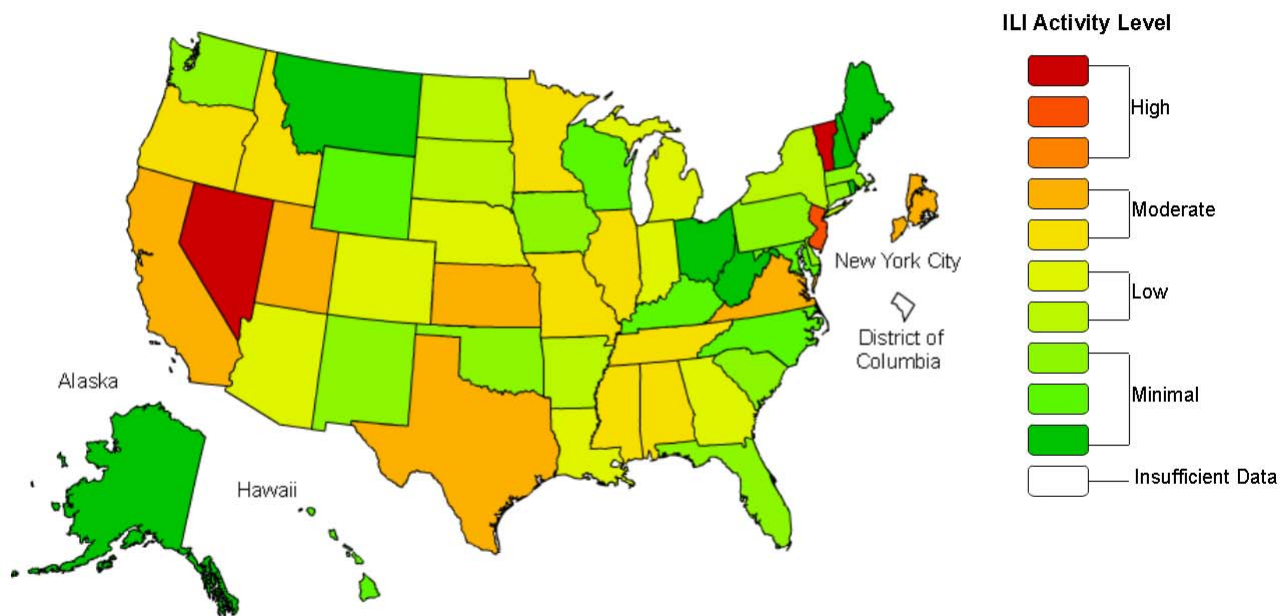 ILI Activity Level
High
Moderate
Low
Minimal
Insufficient Data
New York City
District of
Columbia
Alaska
Hawaii